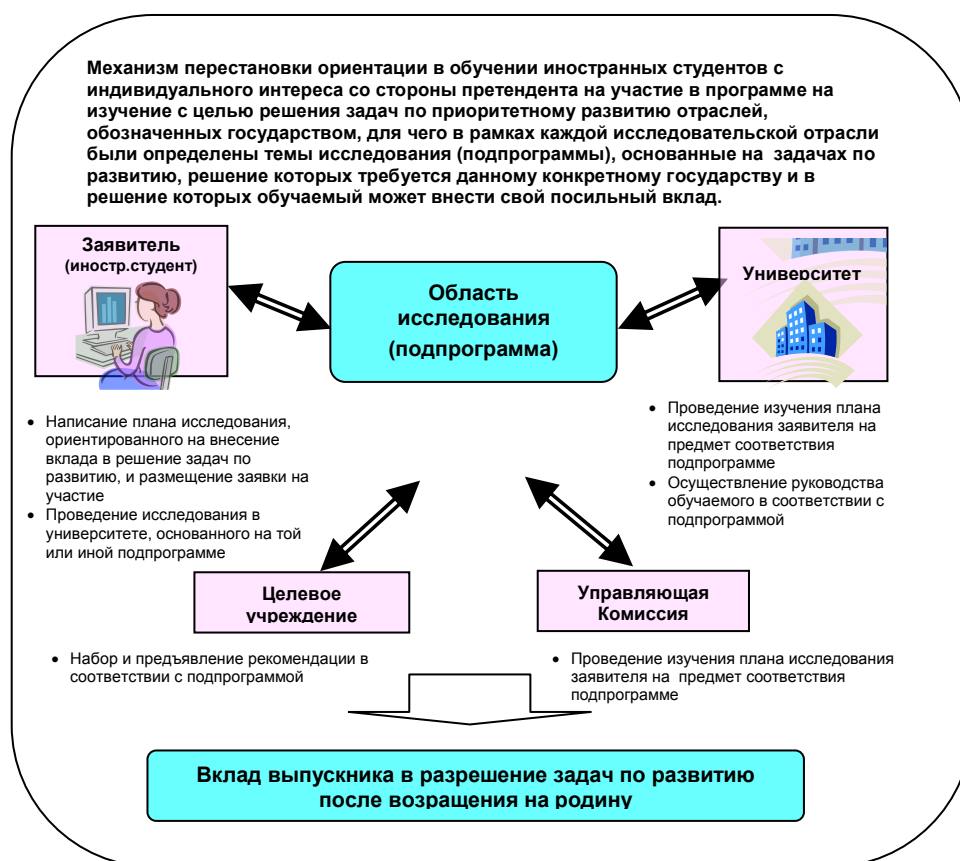 Механизм перестановки ориентации в обучении иностранных студентов с
индивидуального интереса со стороны претендента на участие в программе на
изучение с целью решения задач по приоритетному развитию отраслей,
обозначенных государством, для чего в рамках каждой исследовательской отрасли
были определены темы исследования (подпрограммы), основанные на задачах по
развитию, решение которых требуется данному конкретному государству и в
решение которых обучаемый может внести свой посильный вклад.
Заявитель
(иностр.студент)
Область
исследования
(подпрограмма)
Университет
• Написание плана исследования,
ориентированного на внесение
вклада в решение задач по
развитию, и размещение заявки на
участие
• Проведение исследования в
университете, основанного на той
или иной подпрограмме
• Проведение изучения плана
исследования заявителя на
предмет соответствия
подпрограмме
• Осуществление руководства
обучаемого в соответствии с
подпрограммой
Целевое
учреждение
Управляющая
Комиссия
• Набор и предъявление рекомендации в
соответствии с подпрограммой
• Проведение изучения плана исследования
заявителя на предмет соответствия
подпрограмме
Вклад выпускника в разрешение задач по развитию
после возращения на родину